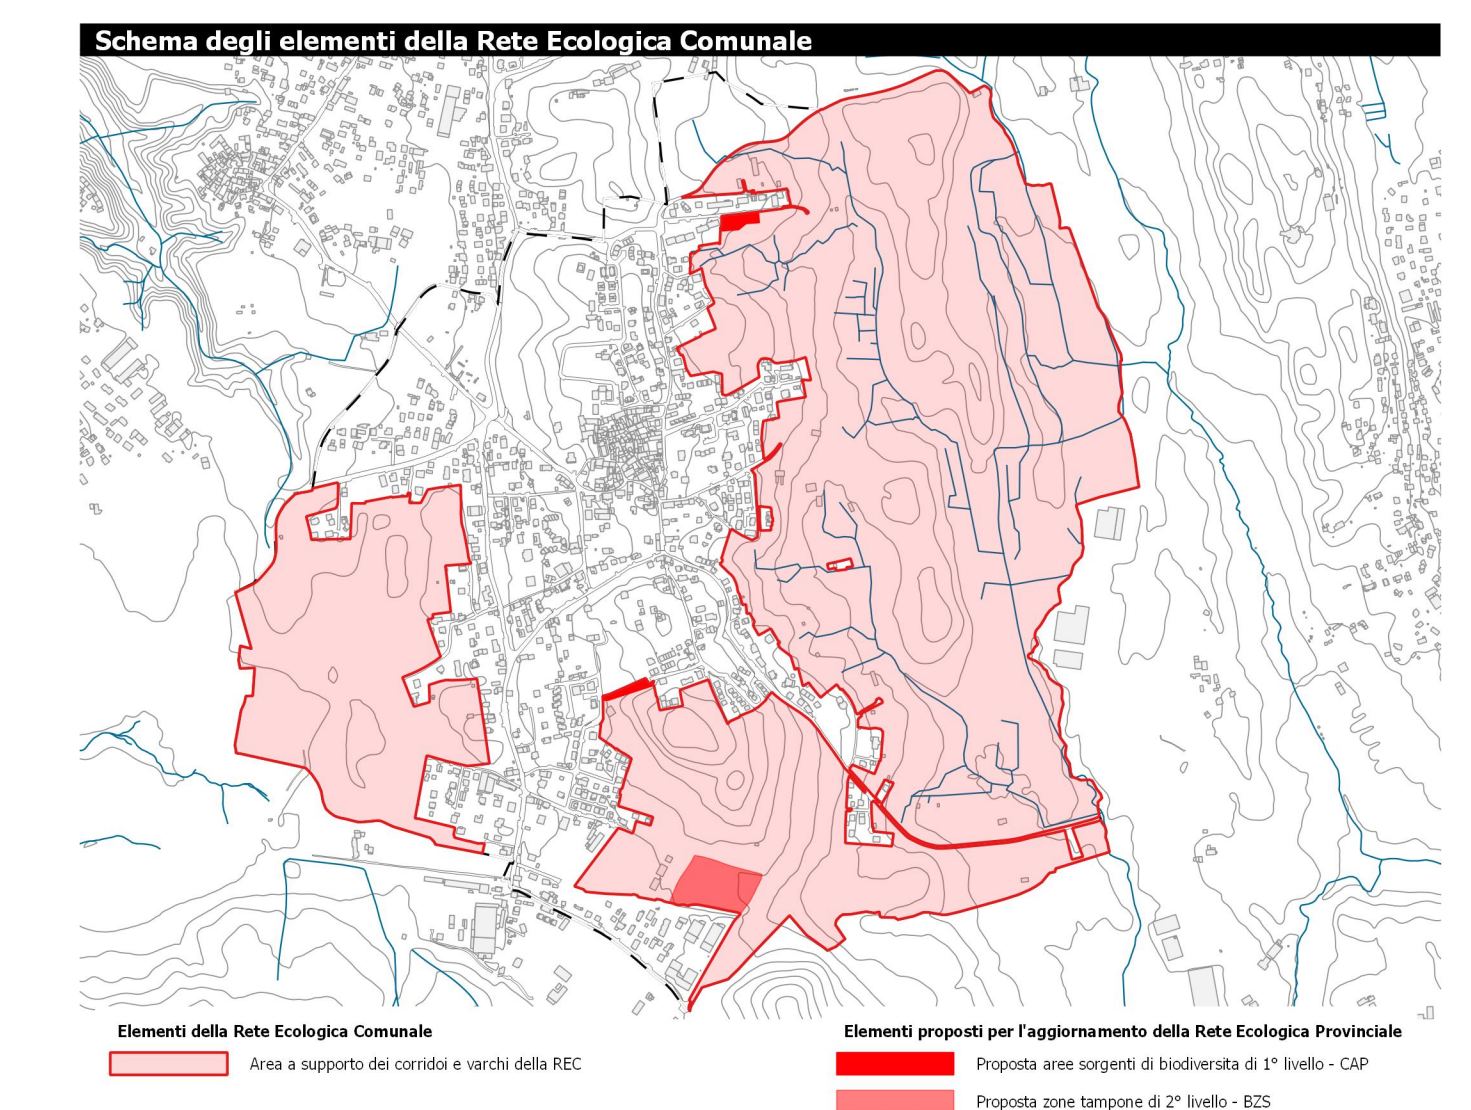 Schema degli elementi della Rete Ecologica Comunale
Elementi della Rete Ecologica Comunale
Area a supporto dei corridoi e varchi della REC
Elementi proposti per l'aggiornamento della Rete Ecologica Provinciale
Proposta aree sorgenti di biodiversita di 1° livello - CAP
Proposta zone tampone di 2° livello - BZS